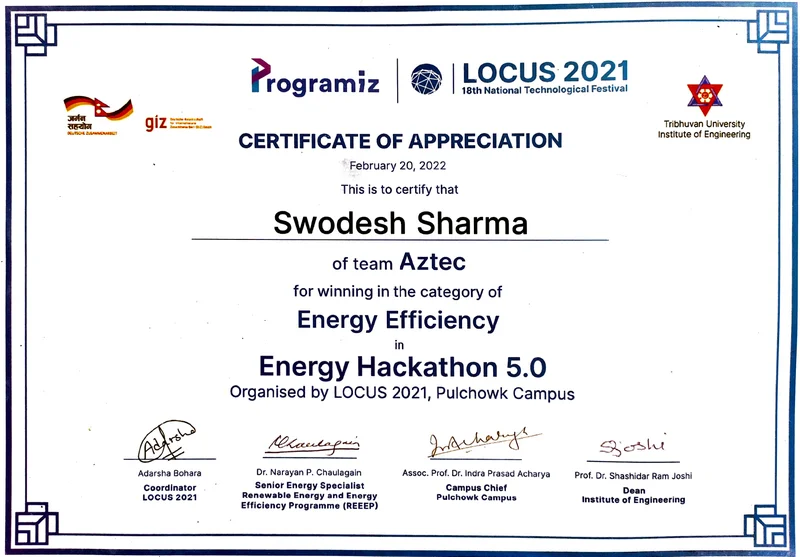 Programiz
LOCUS 2021
18th National Technological Festival
जर्मन
सहयोग
DEUTSCHE ZUSAMMENARBEIT
giz
Tribhuvan University
Institute of Engineering
CERTIFICATE OF APPRECIATION
February 20, 2022
This is to certify that
Swodesh Sharma
of team Aztec
for winning in the category of
Energy Efficiency
in
Energy Hackathon 5.0
Organised by LOCUS 2021, Pulchowk Campus
Adarsha
Adarsha Bohara
Coordinator
LOCUS 2021
Dr. Narayan P. Chaulagain
Senior Energy Specialist
Renewable Energy and Energy
Efficiency Programme (REEEP)
Assoc. Prof. Dr. Indra Prasad Acharya
Campus Chief
Pulchowk Campus
Prof. Dr. Shashidar Ram Joshi
Dean
Institute of Engineering